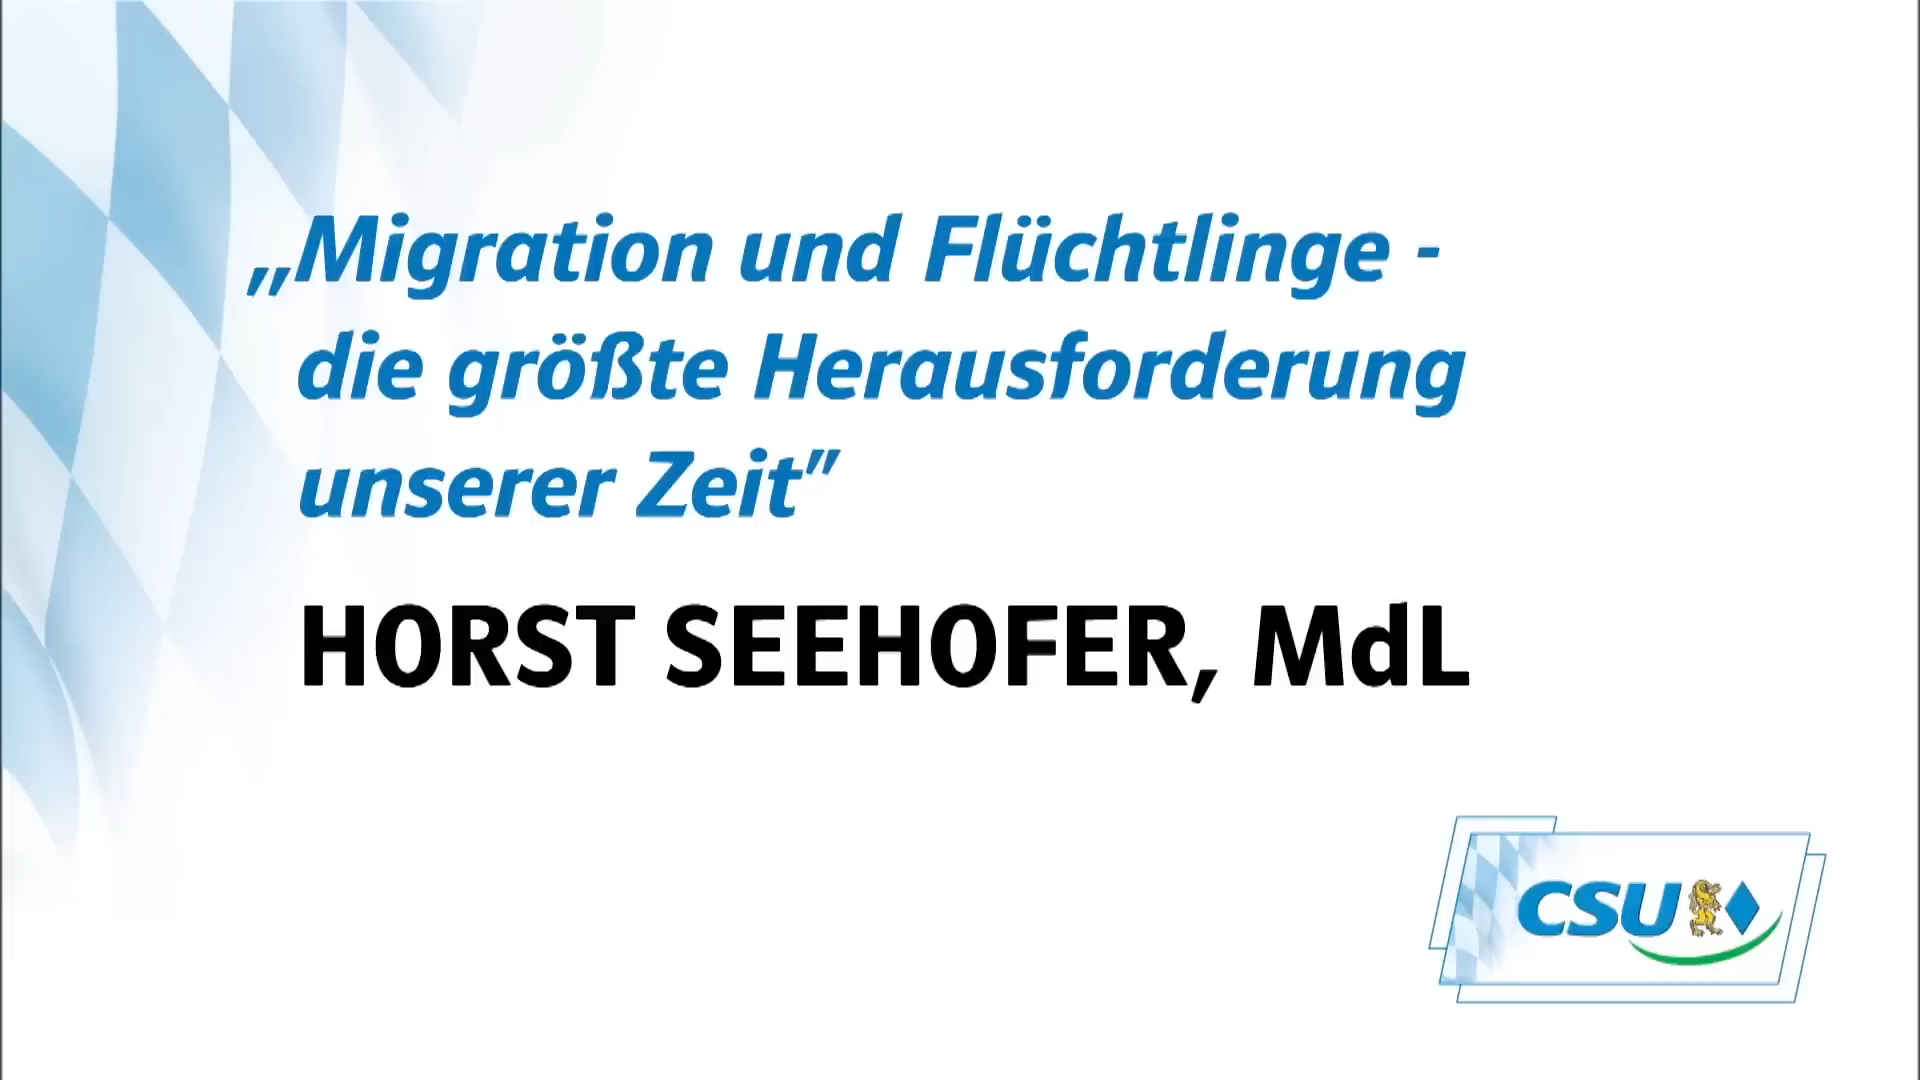 „Migration und Flüchtlinge -
die größte Herausforderung
unserer Zeit”
HORST SEEHOFER, MdL
CSU